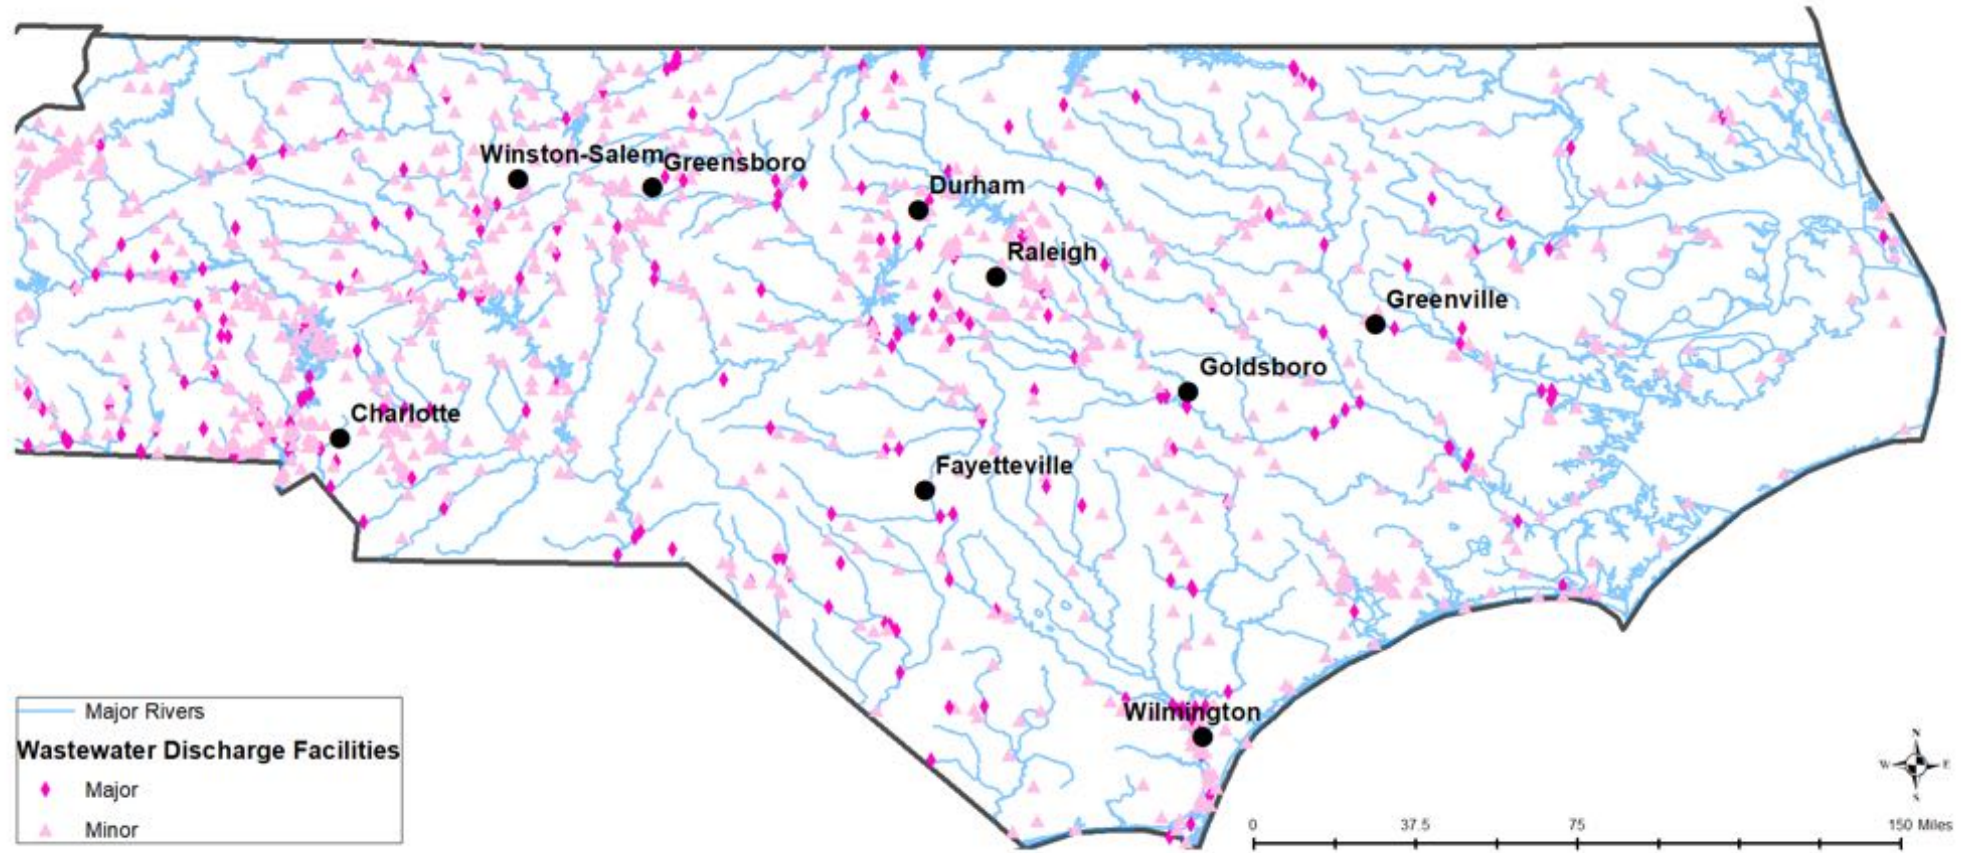 Winston-Salem
Greensboro
Durham
Raleigh
Greenville
Goldsboro
Charlotte
Fayetteville
Wilmington
Major Rivers
Wastewater Discharge Facilities
Major
Minor
N
W E
S
0 37.5 75 150 Miles